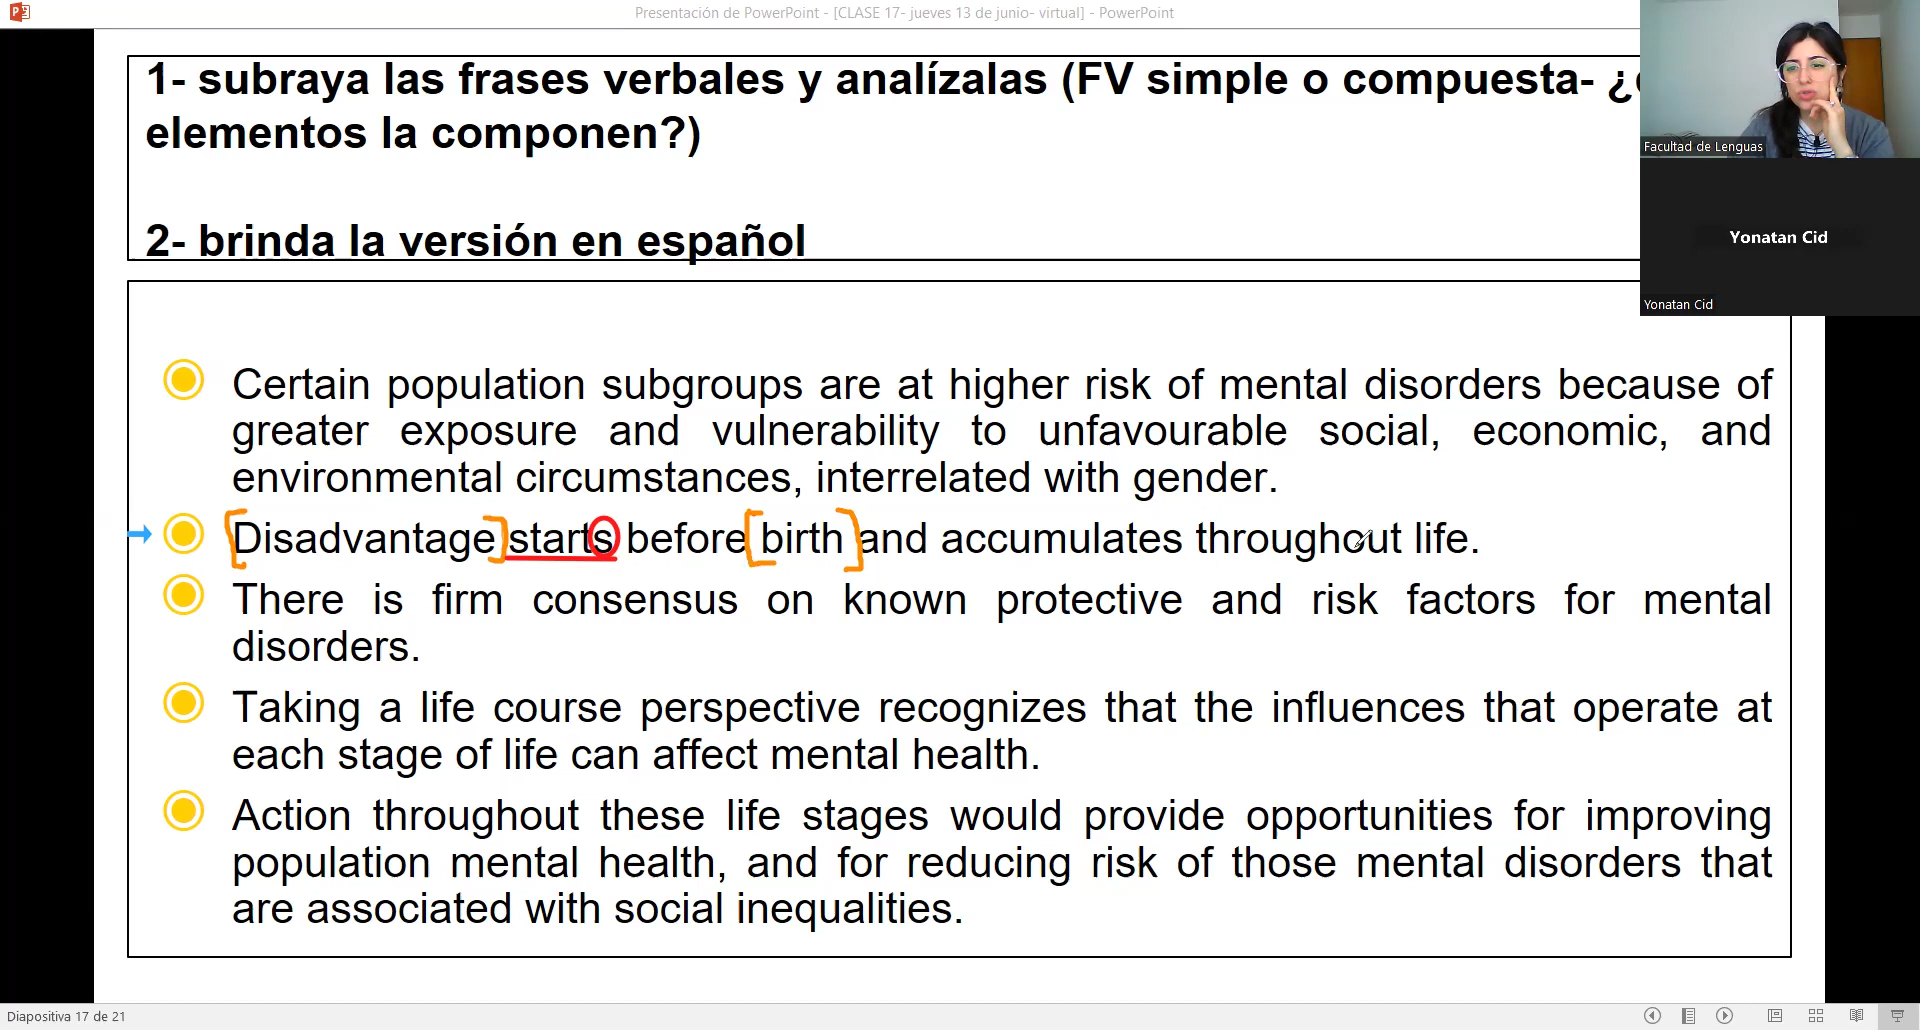 Presentación de PowerPoint - [CLASE 17- jueves 13 de junio- virtual] - PowerPoint
1- subraya las frases verbales y analízalas (FV simple o compuesta- ¿
elementos la componen?)
2- brinda la versión en español
Facultad de Lenguas
Yonatan Cid
Yonatan Cid
Certain population subgroups are at higher risk of mental disorders because of
greater exposure and vulnerability to unfavourable social, economic, and
environmental circumstances, interrelated with gender.
Disadvantage starts before birth and accumulates throughout life.
There is firm consensus on known protective and risk factors for mental
disorders.
Taking a life course perspective recognizes that the influences that operate at
each stage of life can affect mental health.
Action throughout these life stages would provide opportunities for improving
population mental health, and for reducing risk of those mental disorders that
are associated with social inequalities.
Diapositiva 17 de 21